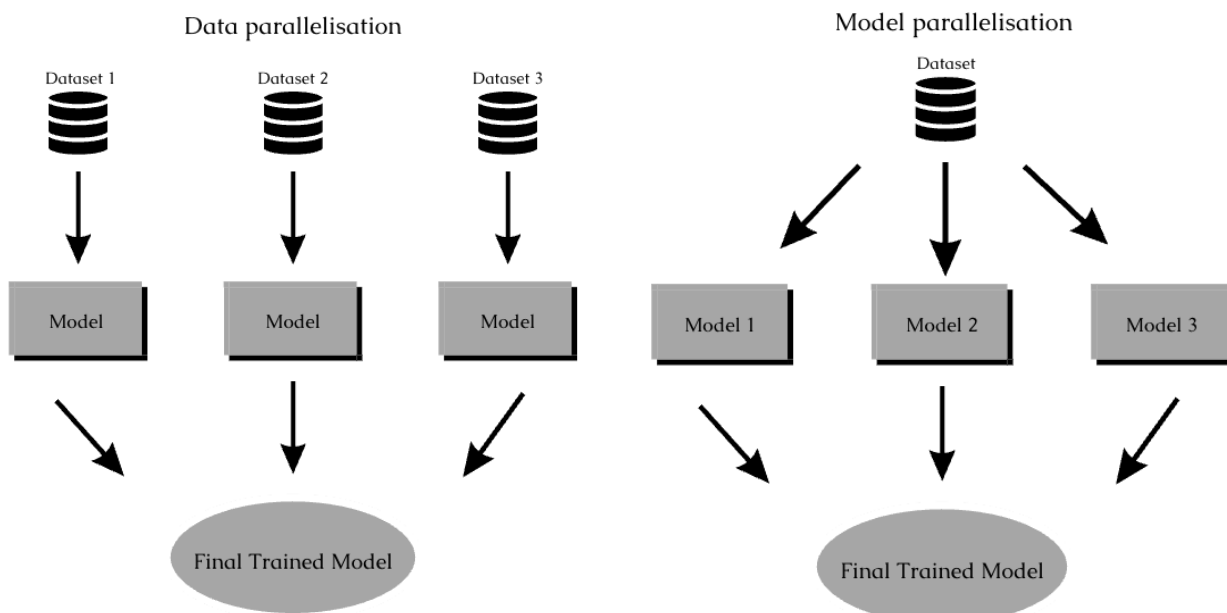 Data parallelisation
Dataset 1
Dataset 2
Dataset 3
Model
Model
Model
Final Trained Model
Model parallelisation
Dataset
Model 1
Model 2
Model 3
Final Trained Model